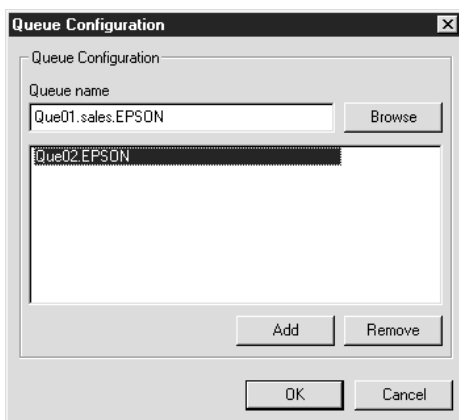 Queue Configuration
Queue Configuration
Queue name
Que01.sales.EPSON
Browse
Que02.EPSON
Add Remove
OK Cancel